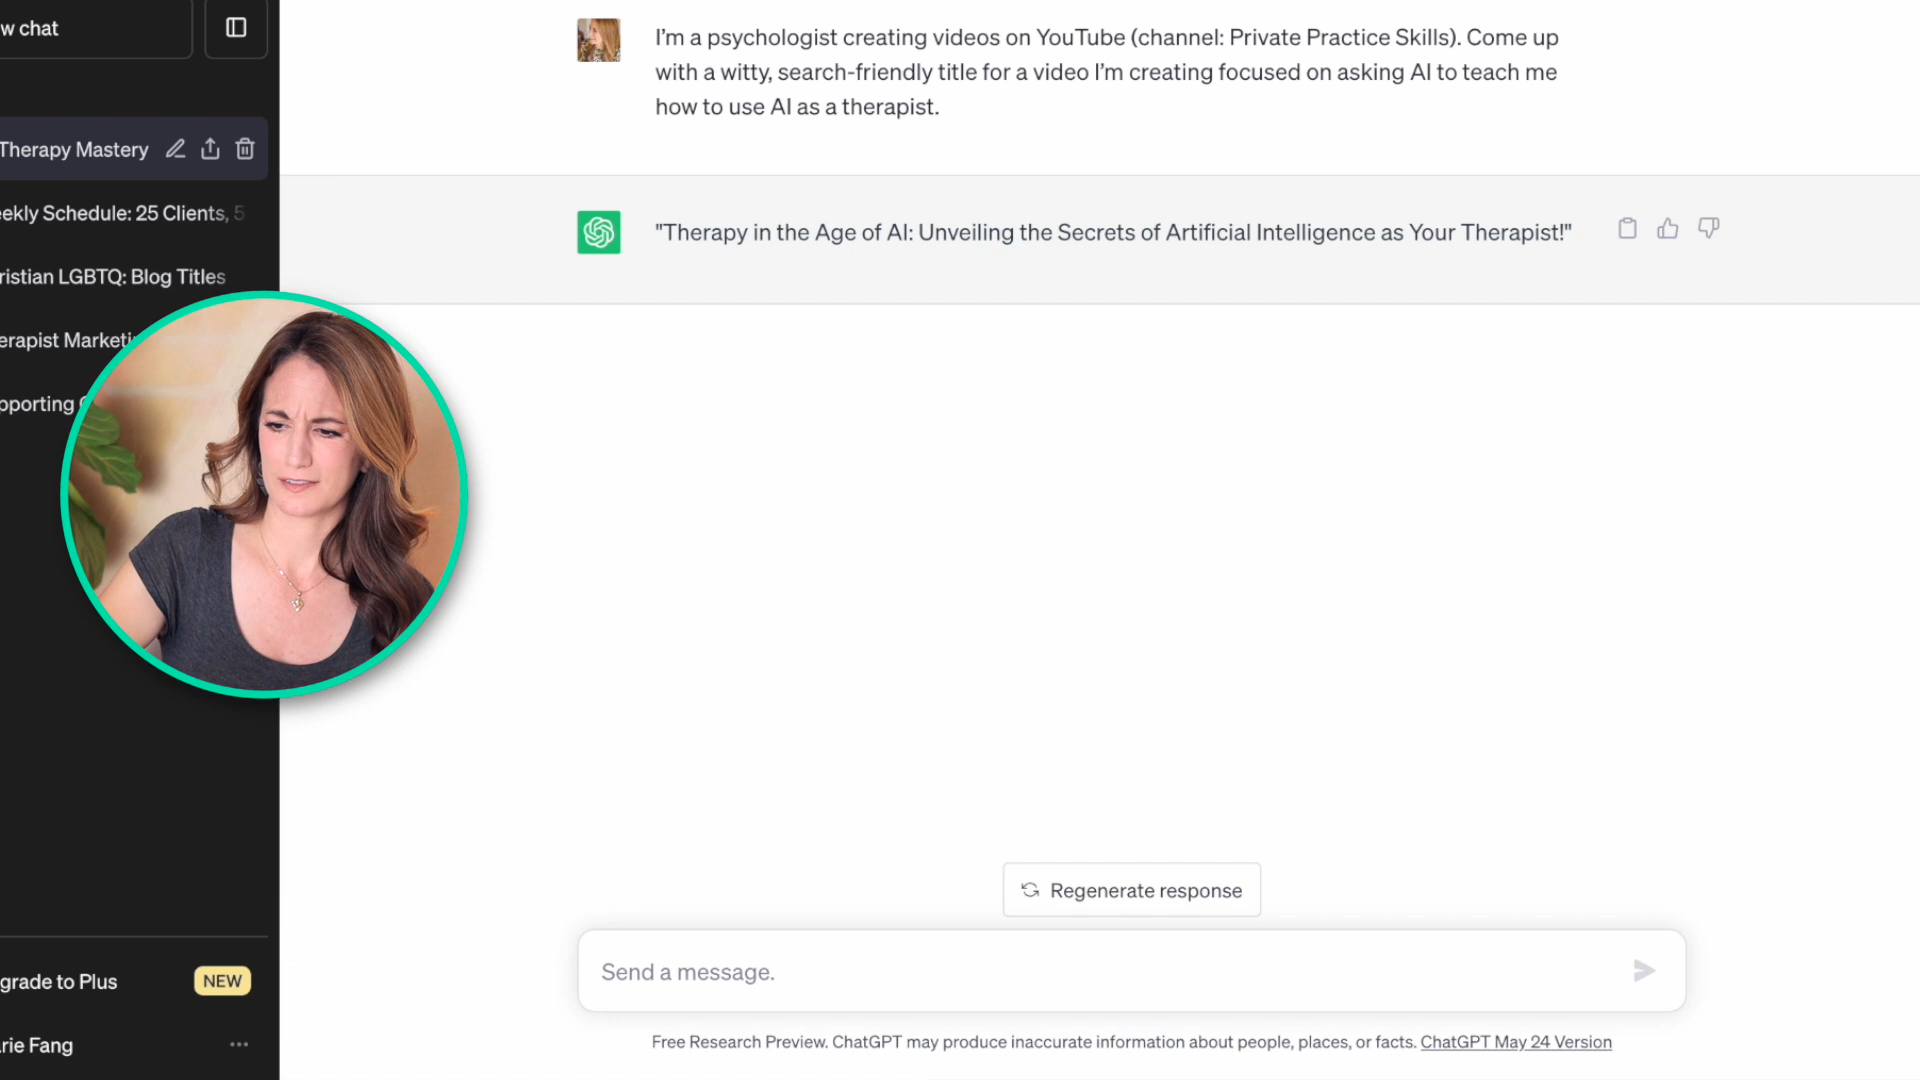 w chat
Therapy Mastery
eekly Schedule: 25 Clients, 5
ristian LGBTQ: Blog Titles
erapist Marketi
pporting
grade to Plus
NEW
rie Fang
I’m a psychologist creating videos on YouTube (channel: Private Practice Skills). Come up
with a witty, search-friendly title for a video I’m creating focused on asking AI to teach me
how to use AI as a therapist.
"Therapy in the Age of AI: Unveiling the Secrets of Artificial Intelligence as Your Therapist!"
Regenerate response
Send a message.
Free Research Preview. ChatGPT may produce inaccurate information about people, places, or facts. ChatGPT May 24 Version